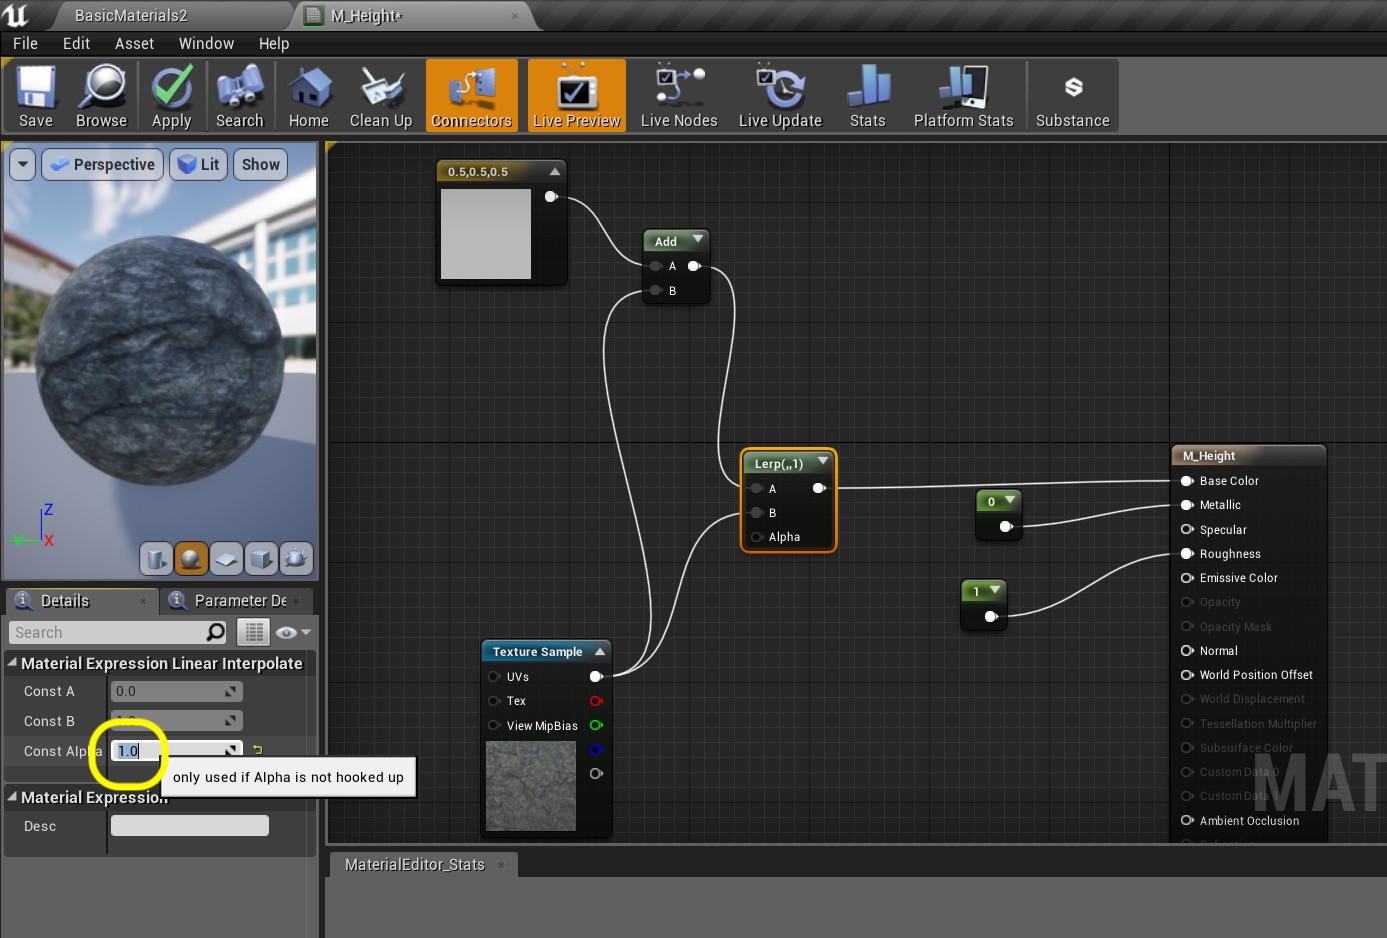 BasicMaterials2
M_Height*
File Edit Asset Window Help
Save Browse Apply Search Home Clean Up Connectors Live Preview Live Nodes Live Update Stats Platform Stats Substance
Perspective Lit Show
0.5,0.5,0.5
Add
A
B
Lerp(,,1)
A
B
Alpha
0
1
M_Height
Base Color
Metallic
Specular
Roughness
Emissive Color
Opacity
Opacity Mask
Normal
World Position Offset
World Displacement
Tessellation Multiplier
Subsurface Color
Custom Data 0
Custom Data 1
Ambient Occlusion
MAT
Texture Sample
UVs
Tex
View MipBias
Z
Y
X
Details
Parameter De
Search
Material Expression Linear Interpolate
Const A 0.0
Const B 1.0
Const Alpha 1.0
only used if Alpha is not hooked up
Material Expression
Desc
MaterialEditor_Stats